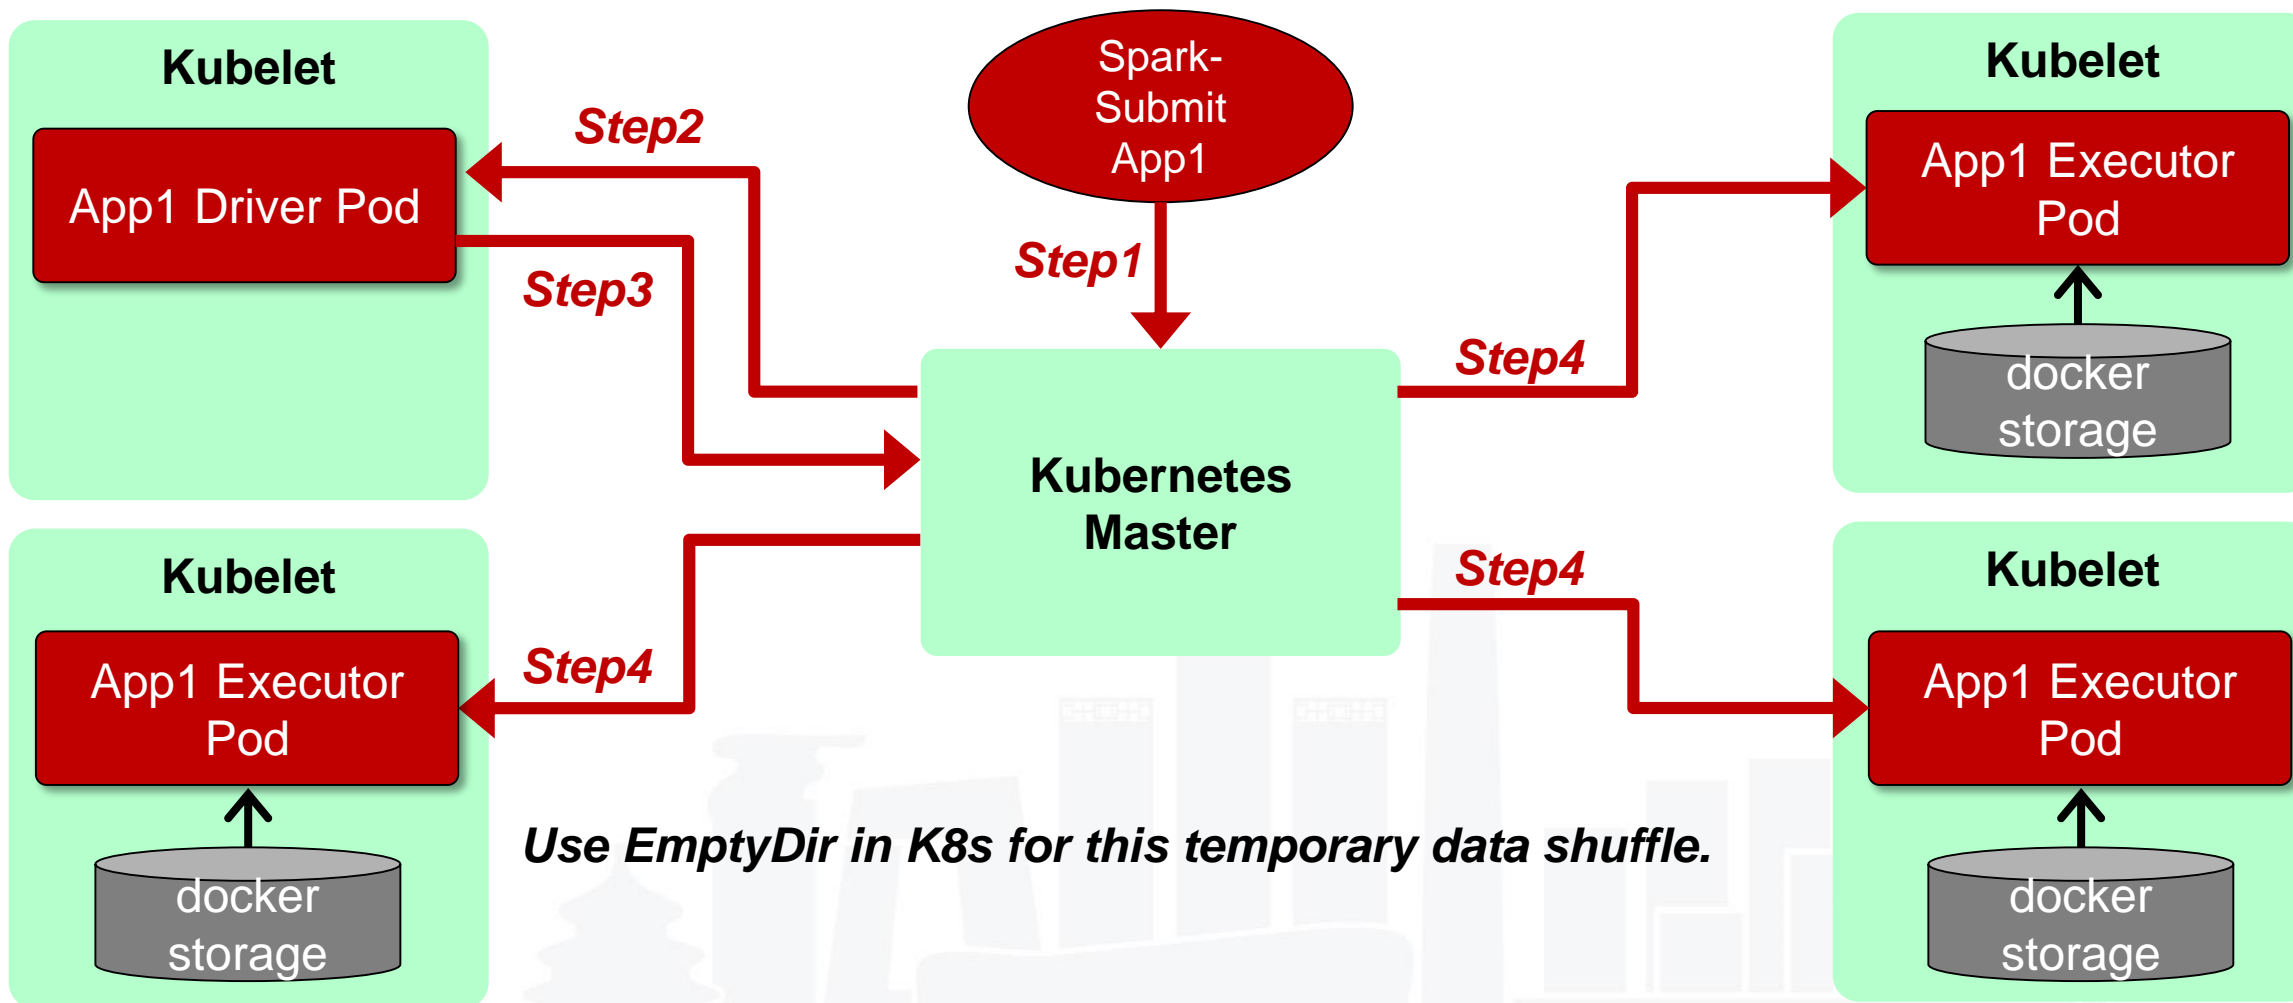 Kubelet
App1 Driver Pod
Step2
Step3
Spark-
Submit
App1
Step1
Kubelet
App1 Executor
Pod
docker
storage
Step4
Kubernetes
Master
Kubelet
App1 Executor
Pod
docker
storage
Step4
Step4
Kubelet
App1 Executor
Pod
docker
storage
Use EmptyDir in K8s for this temporary data shuffle.